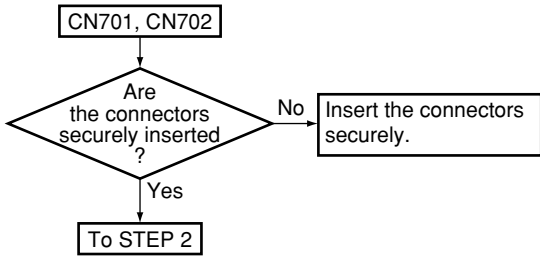 CN701, CN702
Are
the connectors
securely inserted
?
No
Insert the connectors
securely.
Yes
To STEP 2